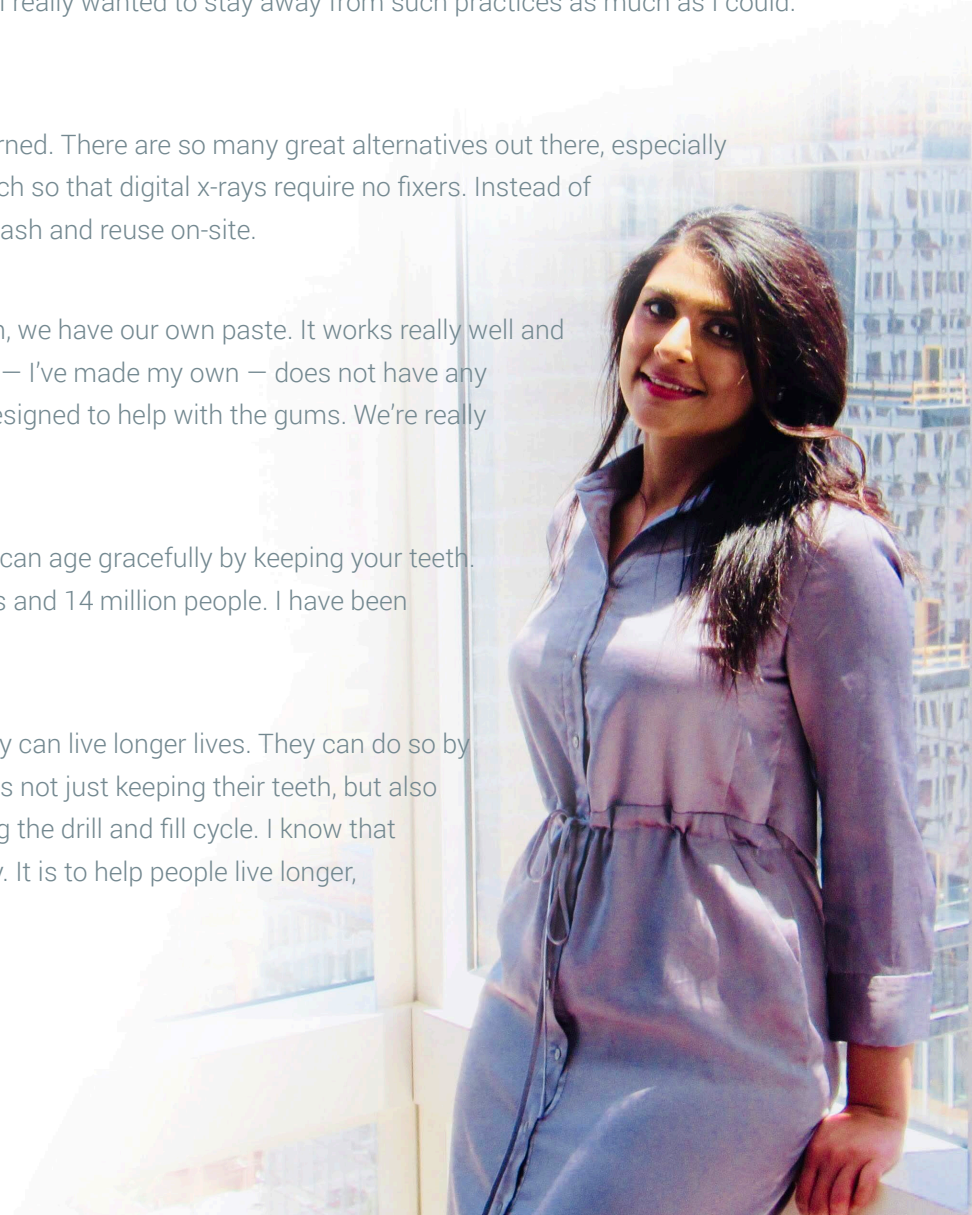 I really wanted to stay away from such practices as much as I could.
rned. There are so many great alternatives out there, especially
ch so that digital x-rays require no fixers. Instead of
ash and reuse on-site.
, we have our own paste. It works really well and
— I’ve made my own — does not have any
esigned to help with the gums. We’re really
can age gracefully by keeping your teeth.
s and 14 million people. I have been
y can live longer lives. They can do so by
s not just keeping their teeth, but also
g the drill and fill cycle. I know that
. It is to help people live longer,